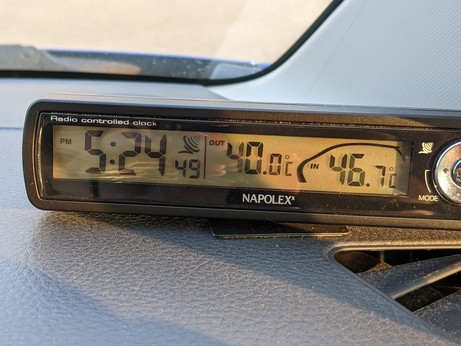 Radio controlled clock
PM 5:24 49 OUT 40.0℃ IN 46.7℃
MODE
NAPOLEX